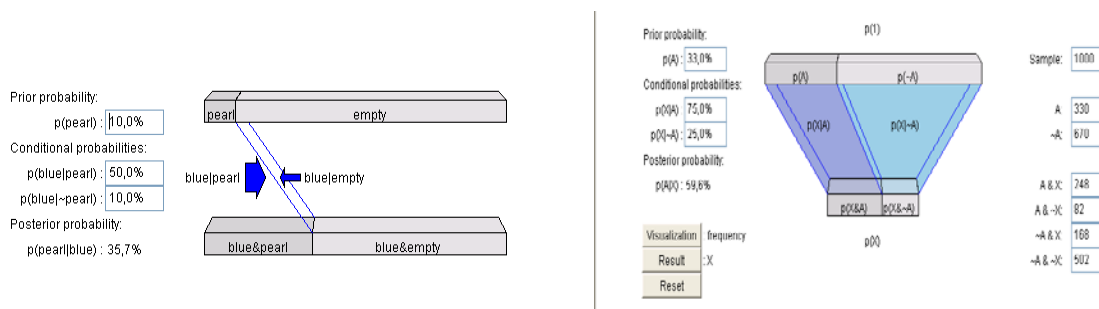 Prior probability:
p(pearl) : 10,0%
Conditional probabilities:
p(blue|pearl) : 50,0%
p(blue|~pearl) : 10,0%
Posterior probability:
p(pearl|blue) : 35,7%
pearl empty
blue|pearl blue|empty
blue&pearl blue&empty
Prior probability:
p(A): 33,0%
Conditional probabilities:
p(X|A) 75,0%
p(X|~A) : 25,0%
Posterior probability:
p(A|X) : 59,6%
Visualization frequency
Result : X
Reset
p(1)
p(A) p(~A)
p(X|A) p(X|~A)
p(X&A) p(X&~A)
p(X)
Sample: 1000
A: 330
~A: 670
A & X: 248
A & ~X: 82
~A & X: 168
~A & ~X: 502